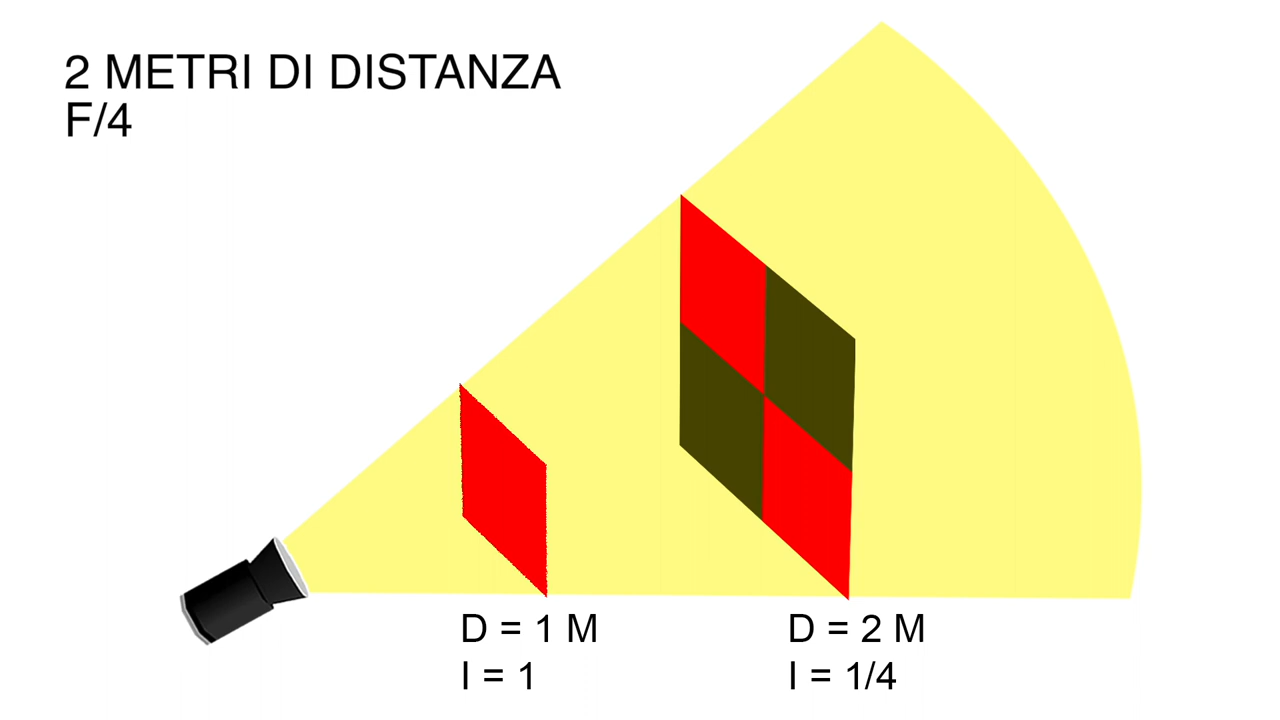 2 METRI DI DISTANZA
F/4
D = 1 M
I = 1
D = 2 M
I = 1/4